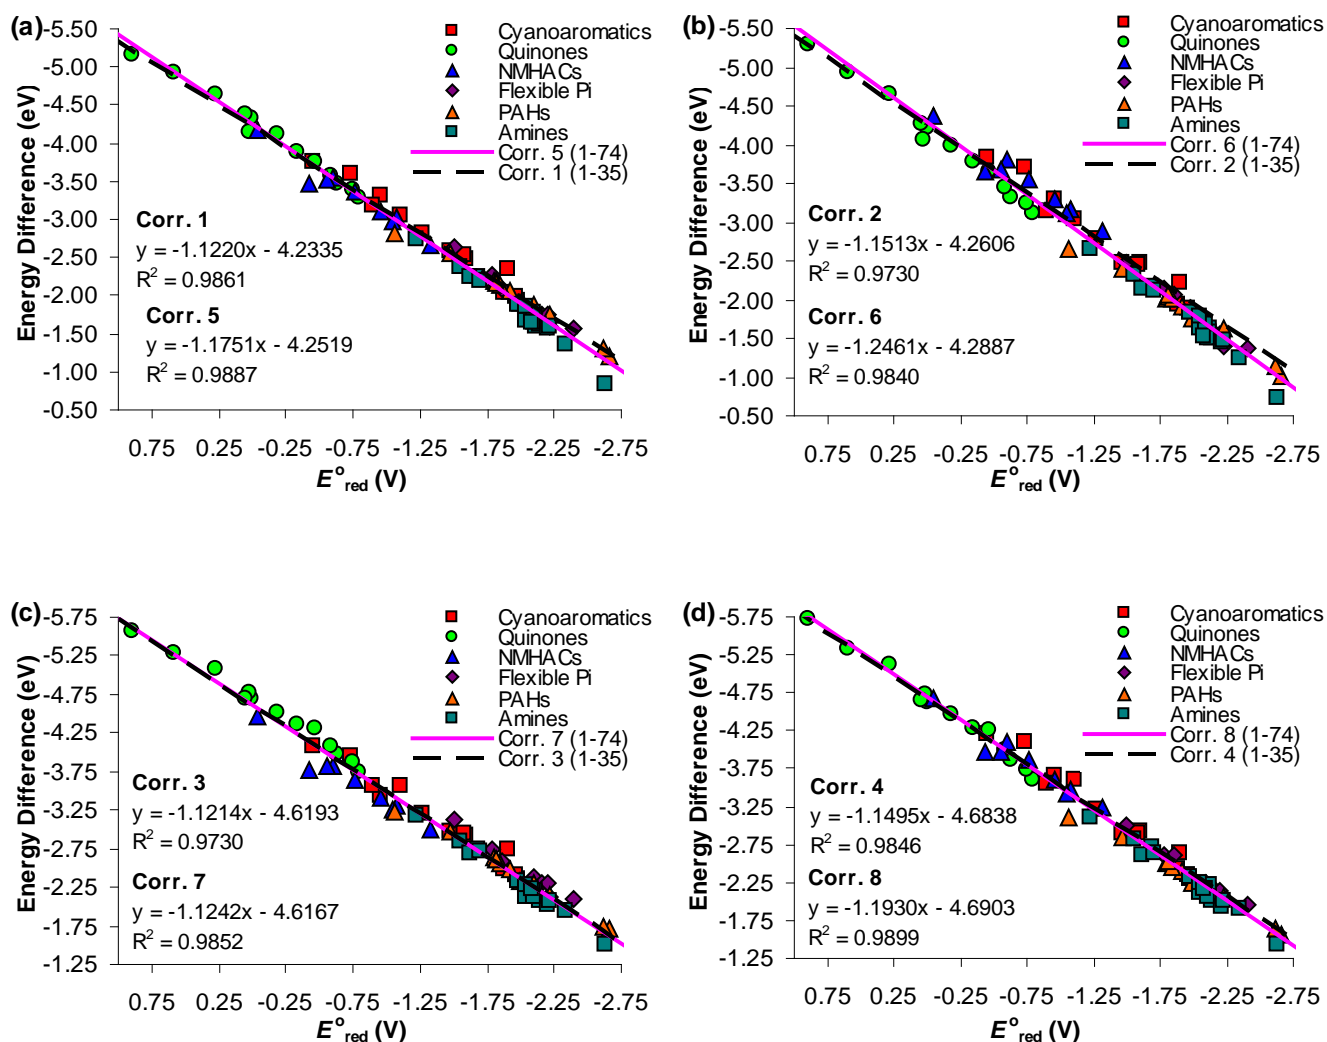 (a)
-5.50
-5.00
-4.50
-4.00
-3.50
-3.00
-2.50
-2.00
-1.50
-1.00
-0.50
Energy Difference (eV)
Cyanoaromatics
Quinones
NMHACs
Flexible Pi
PAHs
Amines
Corr. 5 (1-74)
Corr. 1 (1-35)
Corr. 1
y = -1.1220x - 4.2335
R² = 0.9861
Corr. 5
y = -1.1751x - 4.2519
R² = 0.9887
0.75 0.25 -0.25 -0.75 -1.25 -1.75 -2.25 -2.75
E°red (V)
(b)
-5.50
-5.00
-4.50
-4.00
-3.50
-3.00
-2.50
-2.00
-1.50
-1.00
-0.50
Energy Difference (eV)
Cyanoaromatics
Quinones
NMHACs
Flexible Pi
PAHs
Amines
Corr. 6 (1-74)
Corr. 2 (1-35)
Corr. 2
y = -1.1513x - 4.2606
R² = 0.9730
Corr. 6
y = -1.2461x - 4.2887
R² = 0.9840
0.75 0.25 -0.25 -0.75 -1.25 -1.75 -2.25 -2.75
E°red (V)
(c)
-5.75
-5.25
-4.75
-4.25
-3.75
-3.25
-2.75
-2.25
-1.75
-1.25
Energy Difference (eV)
Cyanoaromatics
Quinones
NMHACs
Flexible Pi
PAHs
Amines
Corr. 7 (1-74)
Corr. 3 (1-35)
Corr. 3
y = -1.1214x - 4.6193
R² = 0.9730
Corr. 7
y = -1.1242x - 4.6167
R² = 0.9852
0.75 0.25 -0.25 -0.75 -1.25 -1.75 -2.25 -2.75
E°red (V)
(d)
-5.75
-5.25
-4.75
-4.25
-3.75
-3.25
-2.75
-2.25
-1.75
-1.25
Energy Difference (eV)
Cyanoaromatics
Quinones
NMHACs
Flexible Pi
PAHs
Amines
Corr. 8 (1-74)
Corr. 4 (1-35)
Corr. 4
y = -1.1495x - 4.6838
R² = 0.9846
Corr. 8
y = -1.1930x - 4.6903
R² = 0.9899
0.75 0.25 -0.25 -0.75 -1.25 -1.75 -2.25 -2.75
E°red (V)